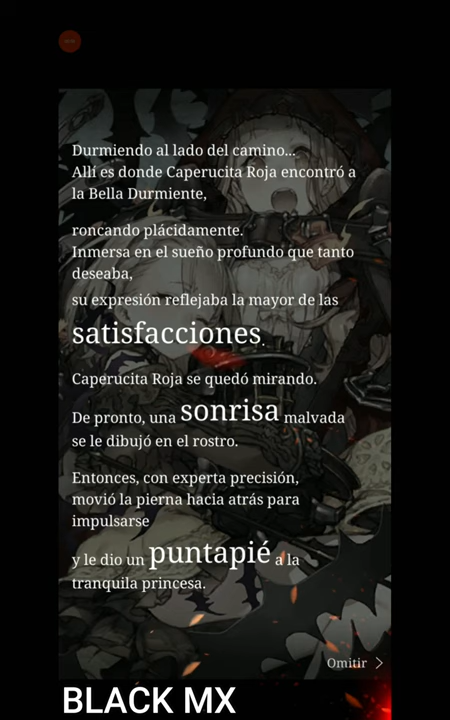 Durmiendo al lado del camino...
Allí es donde Caperucita Roja encontró a
la Bella Durmiente,
roncando plácidamente.
Inmersa en el sueño profundo que tanto
deseaba,
su expresión reflejaba la mayor de las
satisfacciones.
Caperucita Roja se quedó mirando.
De pronto, una sonrisa malvada
se le dibujó en el rostro.
Entonces, con experta precisión,
movió la pierna hacia atrás para
impulsarse
y le dio un puntapié a la
tranquila princesa.
Omitir
BLACK MX